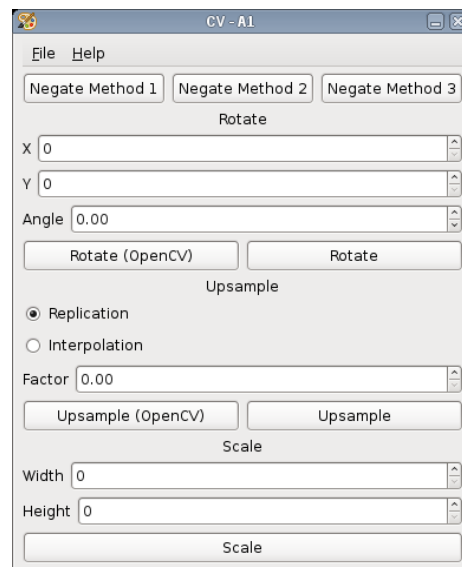 CV - A1
File Help
Negate Method 1 Negate Method 2 Negate Method 3
Rotate
X 0
Y 0
Angle 0.00
Rotate (OpenCV) Rotate
Upsample
Replication
Interpolation
Factor 0.00
Upsample (OpenCV) Upsample
Scale
Width 0
Height 0
Scale